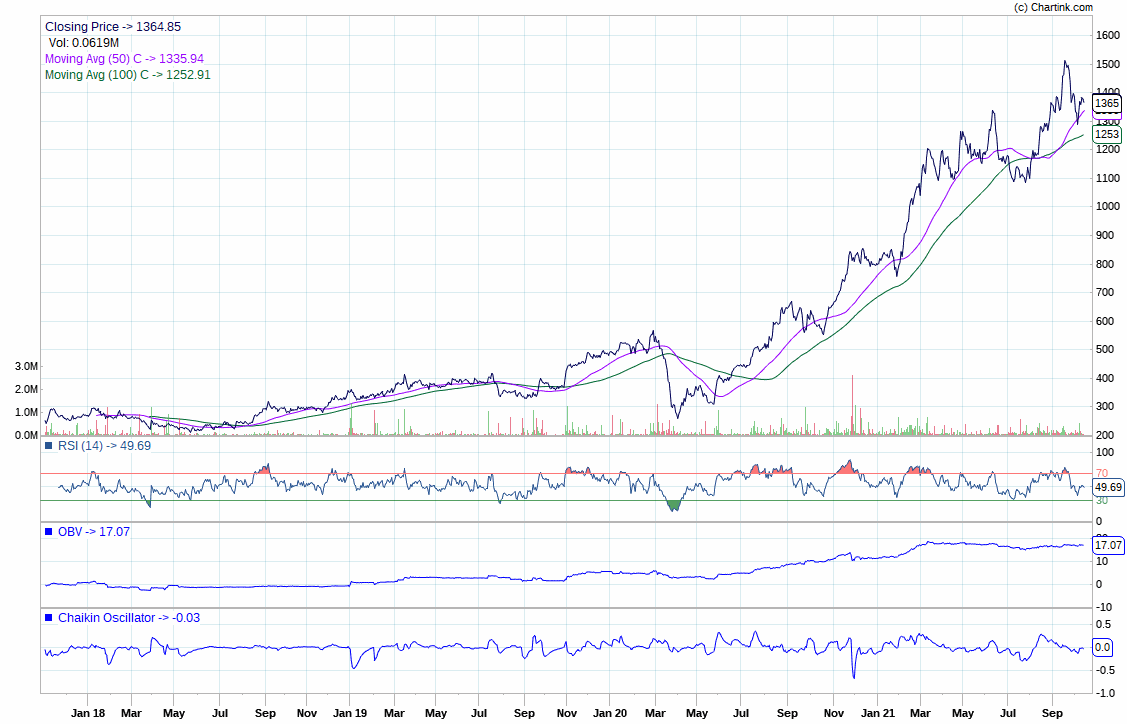 (c) Chartink.com
Closing Price -> 1364.85
Vol: 0.0619M
Moving Avg (50) C -> 1335.94
Moving Avg (100) C -> 1252.91
1600
1500
1400
1365
1300
1253
1200
1100
1000
900
800
700
600
500
400
300
200
3.0M
2.0M
1.0M
0.0M
RSI (14) -> 49.69
100
70
49.69
30
0
OBV -> 17.07
20
17.07
10
0
-10
Chaikin Oscillator -> -0.03
0.5
0.0
-0.5
-1.0
Jan 18 Mar May Jul Sep Nov Jan 19 Mar May Jul Sep Nov Jan 20 Mar May Jul Sep Nov Jan 21 Mar May Jul Sep